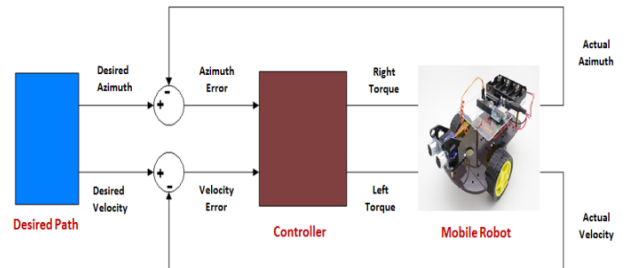 Desired
Azimuth
Azimuth
Error
Right
Torque
Actual
Azimuth
-
+
+
-
Desired
Velocity
Velocity
Error
Left
Torque
Actual
Velocity
Desired Path
Controller
Mobile Robot